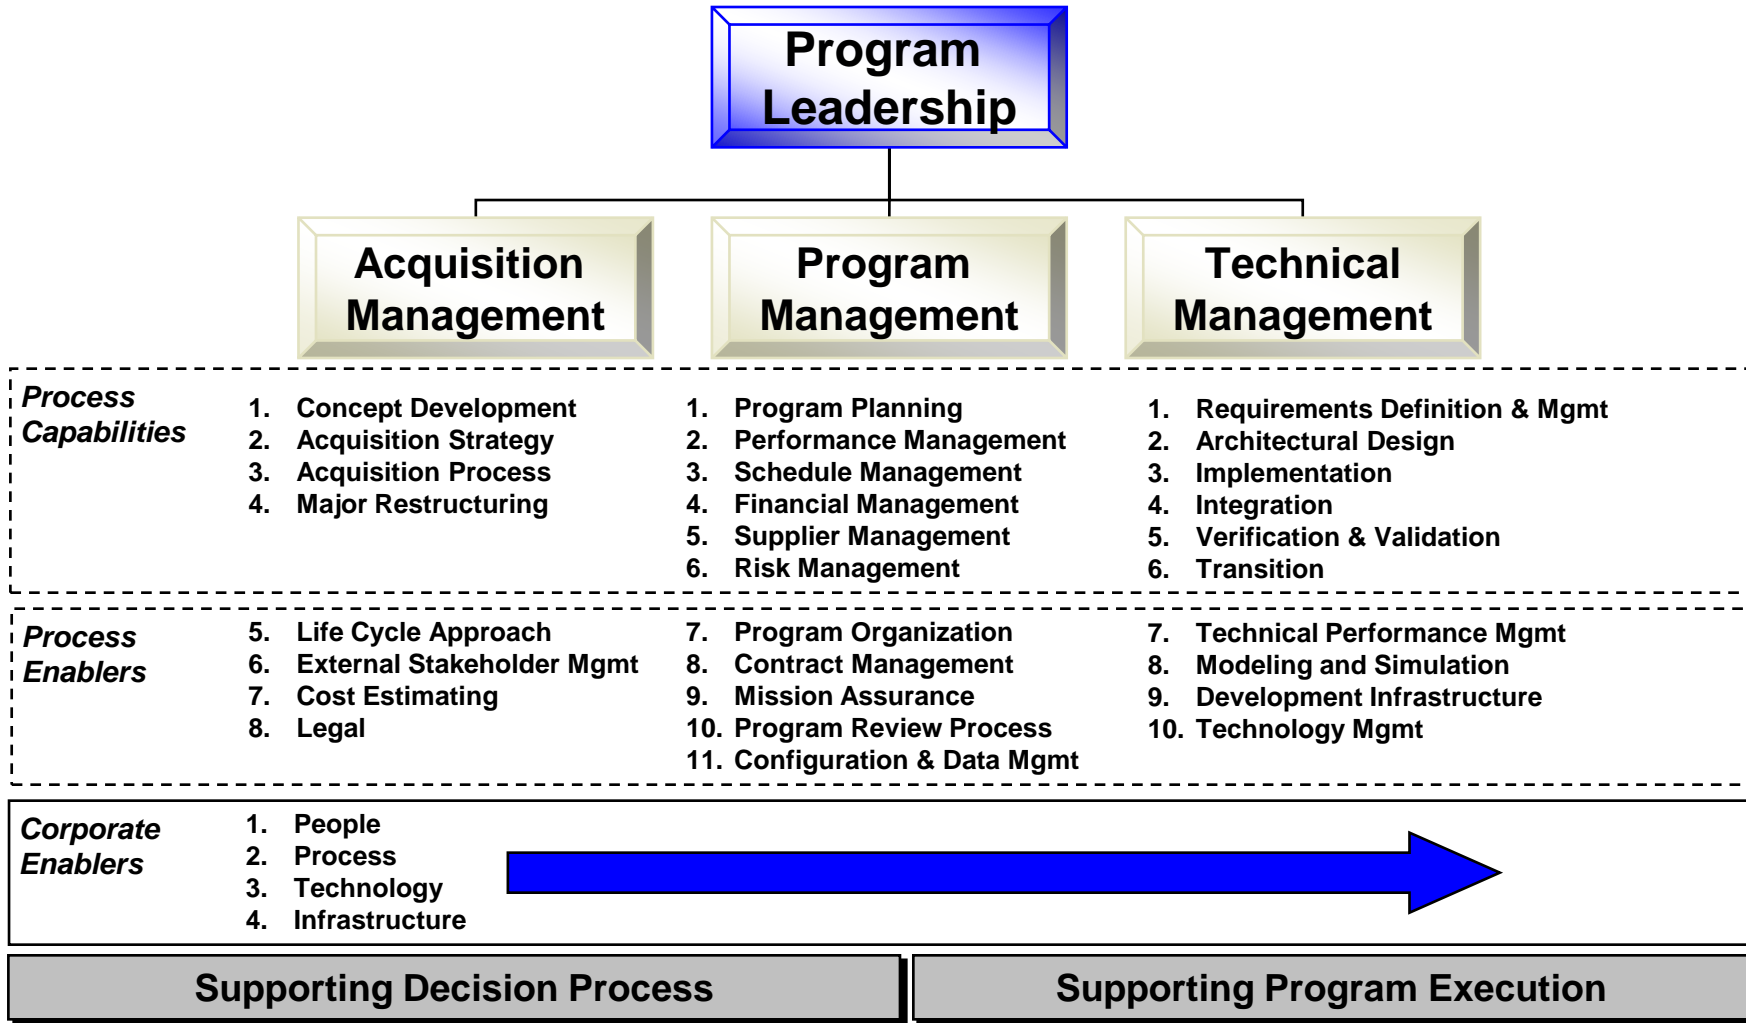 Program
Leadership
Acquisition
Management
Program
Management
Technical
Management
Process
Capabilities
1. Concept Development
2. Acquisition Strategy
3. Acquisition Process
4. Major Restructuring
1. Program Planning
2. Performance Management
3. Schedule Management
4. Financial Management
5. Supplier Management
6. Risk Management
1. Requirements Definition & Mgmt
2. Architectural Design
3. Implementation
4. Integration
5. Verification & Validation
6. Transition
Process
Enablers
5. Life Cycle Approach
6. External Stakeholder Mgmt
7. Cost Estimating
8. Legal
7. Program Organization
8. Contract Management
9. Mission Assurance
10. Program Review Process
11. Configuration & Data Mgmt
7. Technical Performance Mgmt
8. Modeling and Simulation
9. Development Infrastructure
10. Technology Mgmt
Corporate
Enablers
1. People
2. Process
3. Technology
4. Infrastructure
Supporting Decision Process
Supporting Program Execution